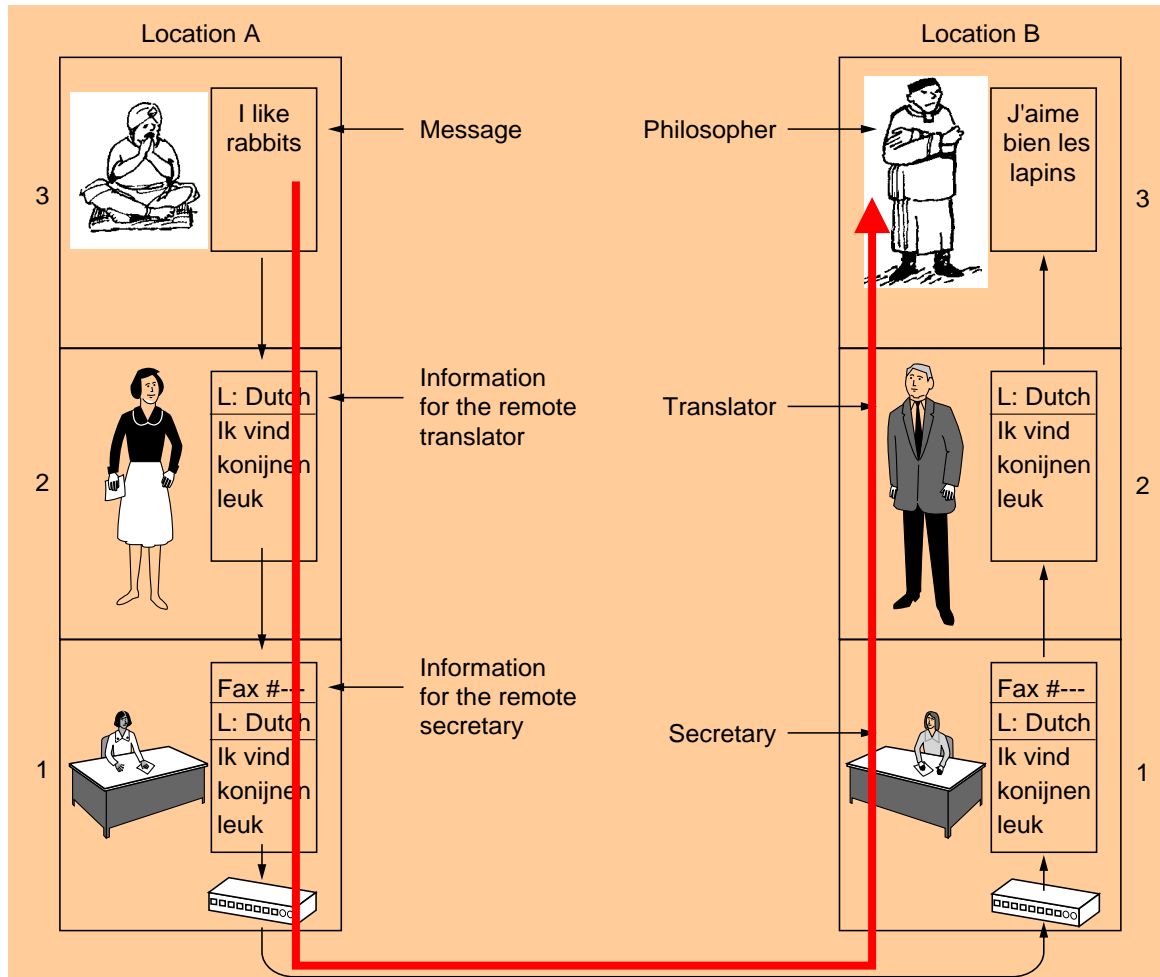 Location A
Location B
I like
rabbits
Message
Philosopher
J'aime
bien les
lapins
3
3
L: Dutch
Ik vind
konijnen
leuk
Information
for the remote
translator
Translator
L: Dutch
Ik vind
konijnen
leuk
2
2
Fax #---
L: Dutch
Ik vind
konijnen
leuk
Information
for the remote
secretary
Secretary
Fax #---
L: Dutch
Ik vind
konijnen
leuk
1
1